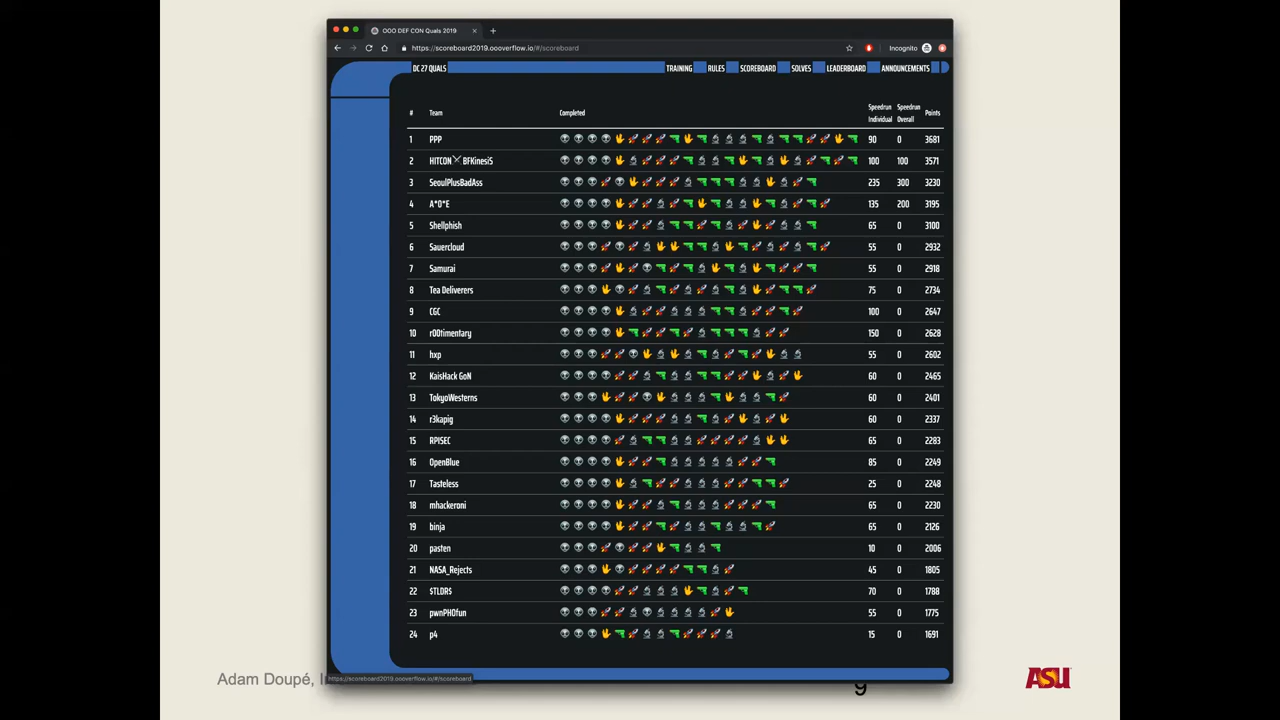 OOO DEF CON Quals 2019
https://scoreboard2019.oooverflow.io/#/scoreboard
Incognito
DC 27 QUALS TRAINING RULES SCOREBOARD SOLVES LEADERBOARD ANNOUNCEMENTS
# Team Completed Speedrun Individual Speedrun Overall Points
1 PPP 90 0 3681
2 HITCON⚔BFKinesiS 100 100 3571
3 SeoulPlusBadAss 235 300 3230
4 A*0*E 135 200 3195
5 Shellphish 65 0 3100
6 Sauercloud 55 0 2932
7 Samurai 55 0 2918
8 Tea Deliverers 75 0 2734
9 CGC 100 0 2647
10 r00timentary 150 0 2628
11 hxp 55 0 2602
12 KaisHack GoN 60 0 2465
13 TokyoWesterns 60 0 2401
14 r3kapig 60 0 2337
15 RPISEC 65 0 2283
16 OpenBlue 85 0 2249
17 Tasteless 25 0 2248
18 mhackeroni 65 0 2230
19 binja 65 0 2126
20 pasten 10 0 2006
21 NASA_Rejects 45 0 1805
22 $TLDR$ 70 0 1788
23 pwnPHOfun 55 0 1775
24 p4 15 0 1691
https://scoreboard2019.oooverflow.io/#/scoreboard
Adam Doupé,
9
ASU